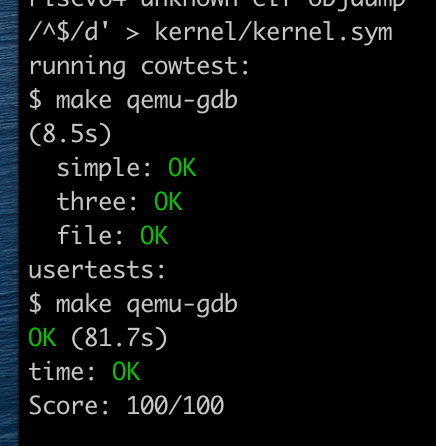 /^$/d' > kernel/kernel.sym
running cowtest:
$ make qemu-gdb
(8.5s)
simple: OK
three: OK
file: OK
usertests:
$ make qemu-gdb
OK (81.7s)
time: OK
Score: 100/100